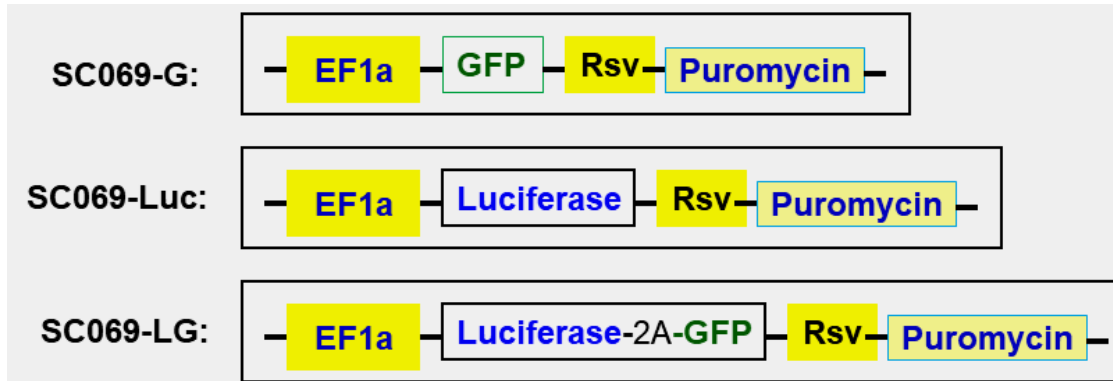 SC069-G: EF1a GFP Rsv Puromycin
SC069-Luc: EF1a Luciferase Rsv Puromycin
SC069-LG: EF1a Luciferase-2A-GFP Rsv Puromycin